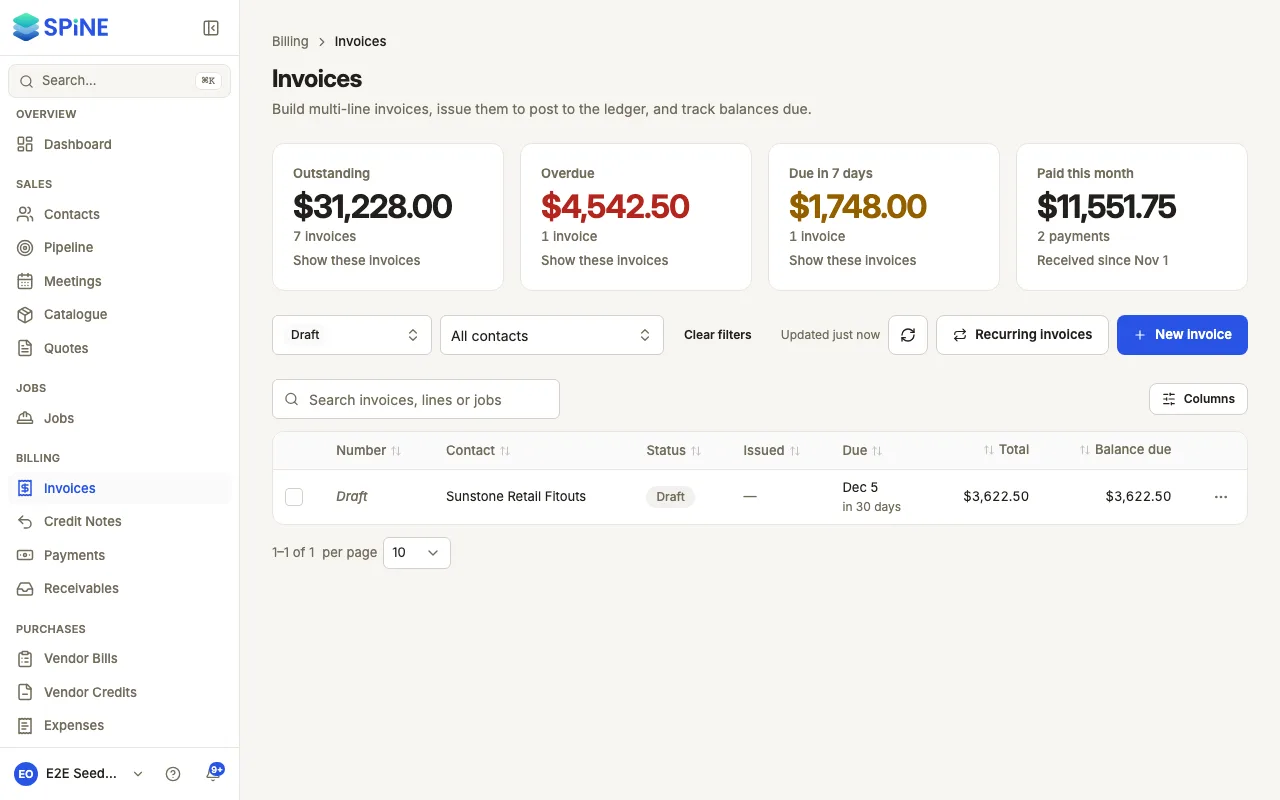 SPiNE
Search...
⌘K
OVERVIEW
Dashboard
SALES
Contacts
Pipeline
Meetings
Catalogue
Quotes
JOBS
Jobs
BILLING
Invoices
Credit Notes
Payments
Receivables
PURCHASES
Vendor Bills
Vendor Credits
Expenses
EO E2E Seed...
9+
Billing > Invoices
Invoices
Build multi-line invoices, issue them to post to the ledger, and track balances due.
Outstanding
$31,228.00
7 invoices
Show these invoices
Overdue
$4,542.50
1 invoice
Show these invoices
Due in 7 days
$1,748.00
1 invoice
Show these invoices
Paid this month
$11,551.75
2 payments
Received since Nov 1
Draft All contacts Clear filters Updated just now Recurring invoices + New Invoice
Search invoices, lines or jobs Columns
Number Contact Status Issued Due Total Balance due
Draft Sunstone Retail Fitouts Draft — Dec 5 $3,622.50 $3,622.50 ...
in 30 days
1–1 of 1 per page 10